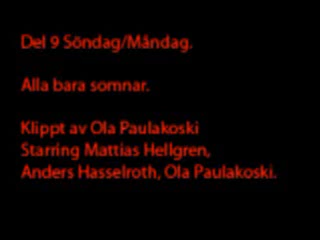 Del 9 Söndag/Måndag.
Alla bara somnar.
Klippt av Ola Paulakoski
Starring Mattias Hellgren,
Anders Hasselroth, Ola Paulakoski.